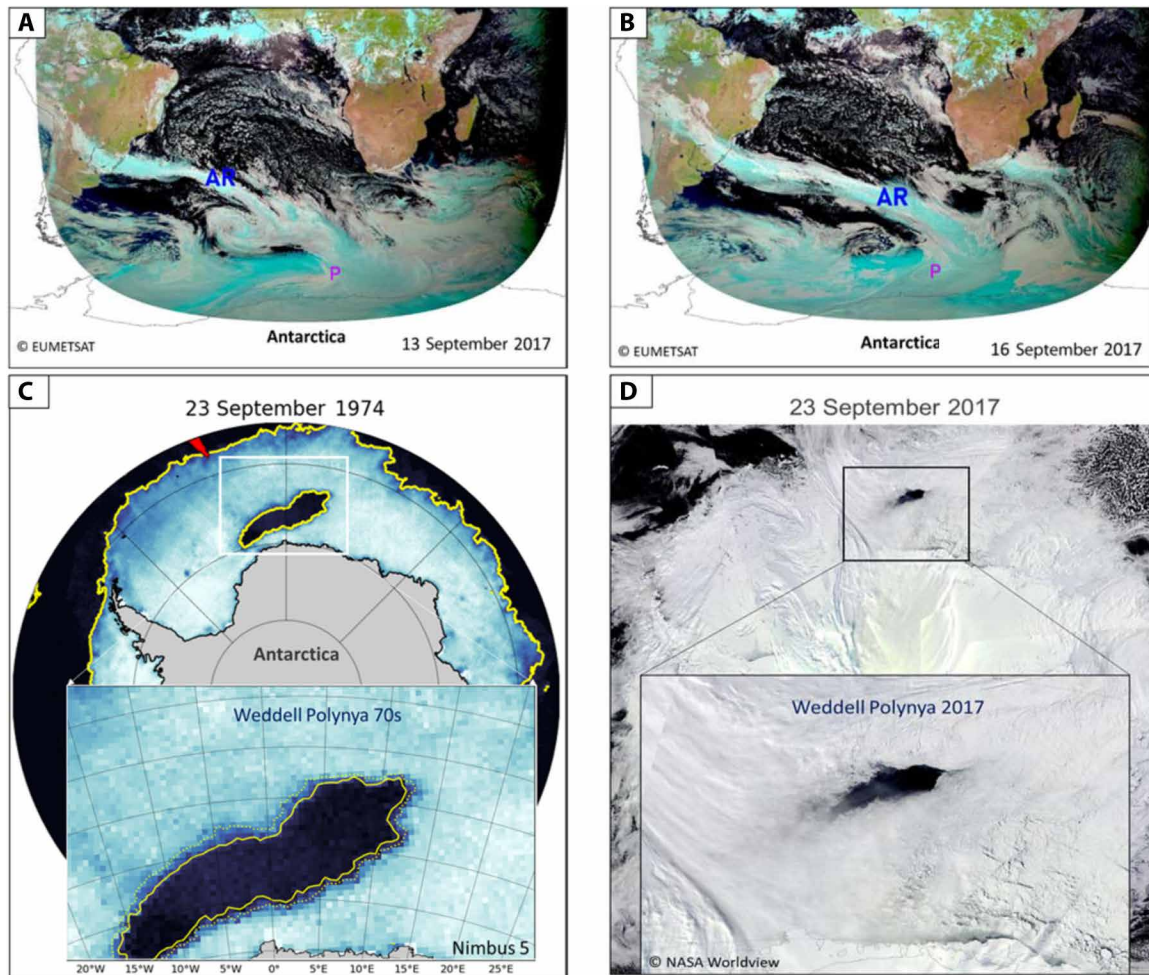 A
AR
P
Antarctica
© EUMETSAT
13 September 2017
B
AR
P
Antarctica
© EUMETSAT
16 September 2017
C
23 September 1974
Antarctica
Weddell Polynya 70s
Nimbus 5
20°W 15°W 10°W 5°W 0° 5°E 10°E 15°E 20°E 25°E
D
23 September 2017
Weddell Polynya 2017
© NASA Worldview